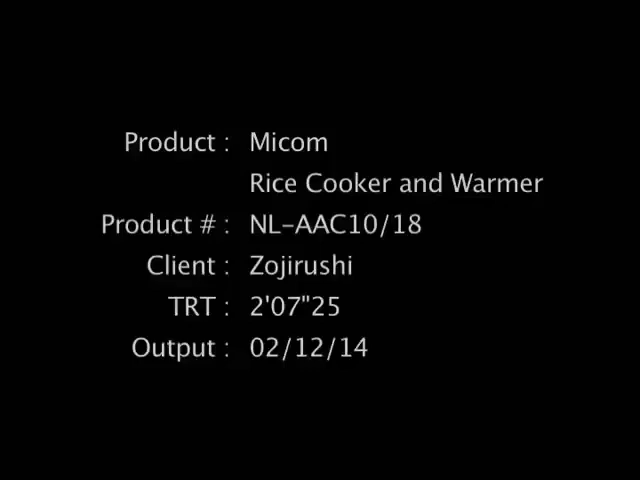 Product : Micom
Rice Cooker and Warmer
Product # : NL-AAC10/18
Client : Zojirushi
TRT : 2'07"25
Output : 02/12/14